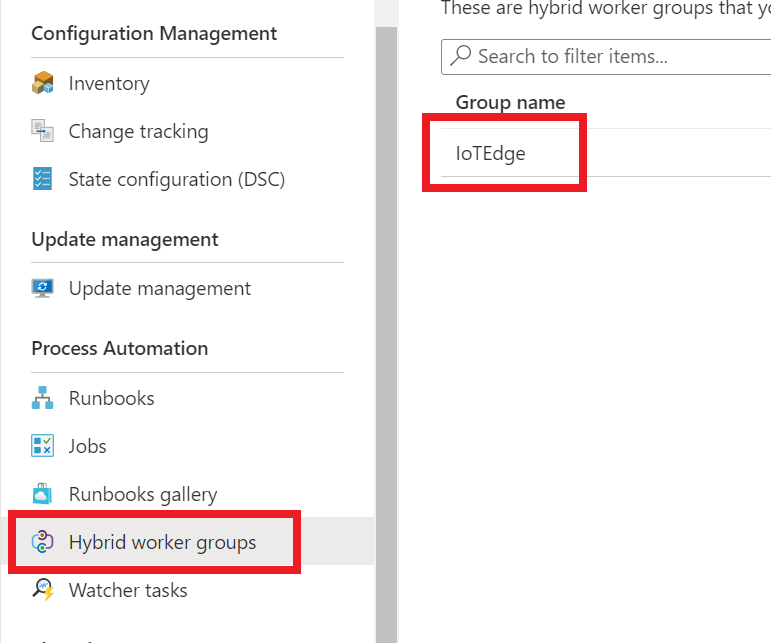 Configuration Management
Inventory
Change tracking
State configuration (DSC)
Update management
Update management
Process Automation
Runbooks
Jobs
Runbooks gallery
Hybrid worker groups
Watcher tasks
These are hybrid worker groups that
Search to filter items...
Group name
IoTEdge